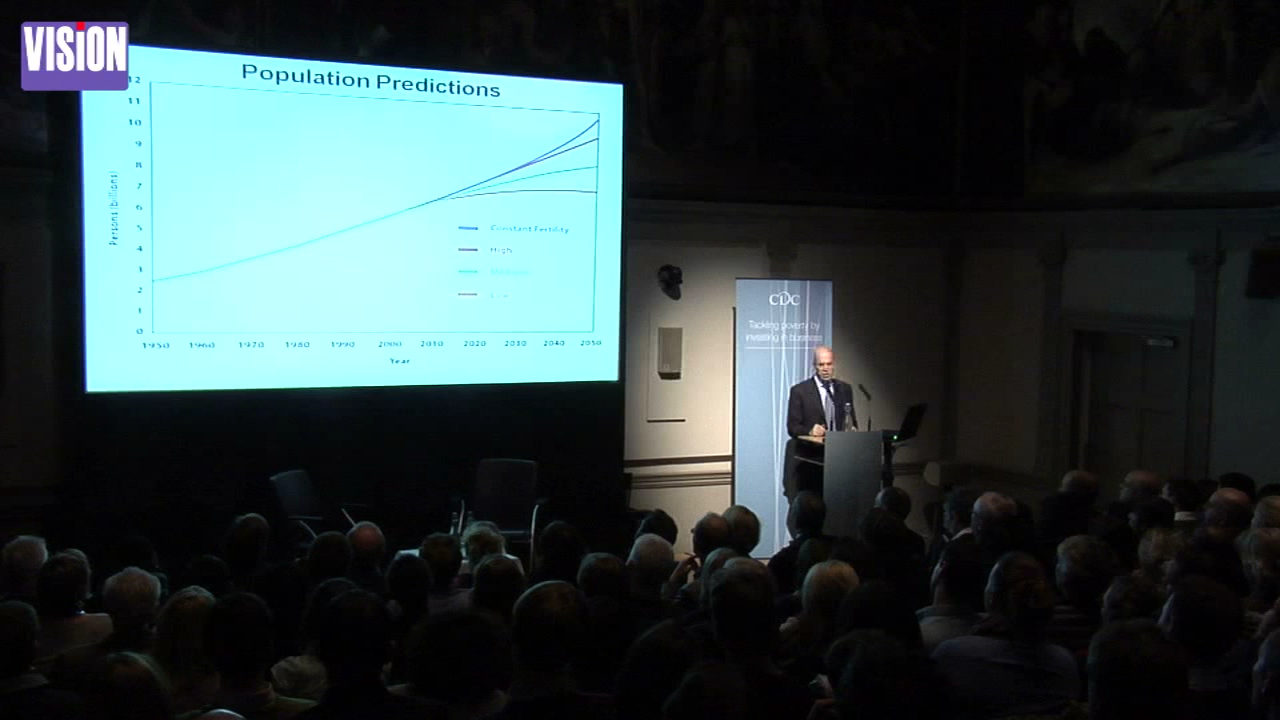 VISION
Population Predictions
12
11
10
9
8
7
6
5
4
3
2
1
0
Persons (billions)
Constant Fertility
High
Medium
Low
1950 1960 1970 1980 1990 2000 2010 2020 2030 2040 2050
Year
CDC
Tackling poverty by
investing in business